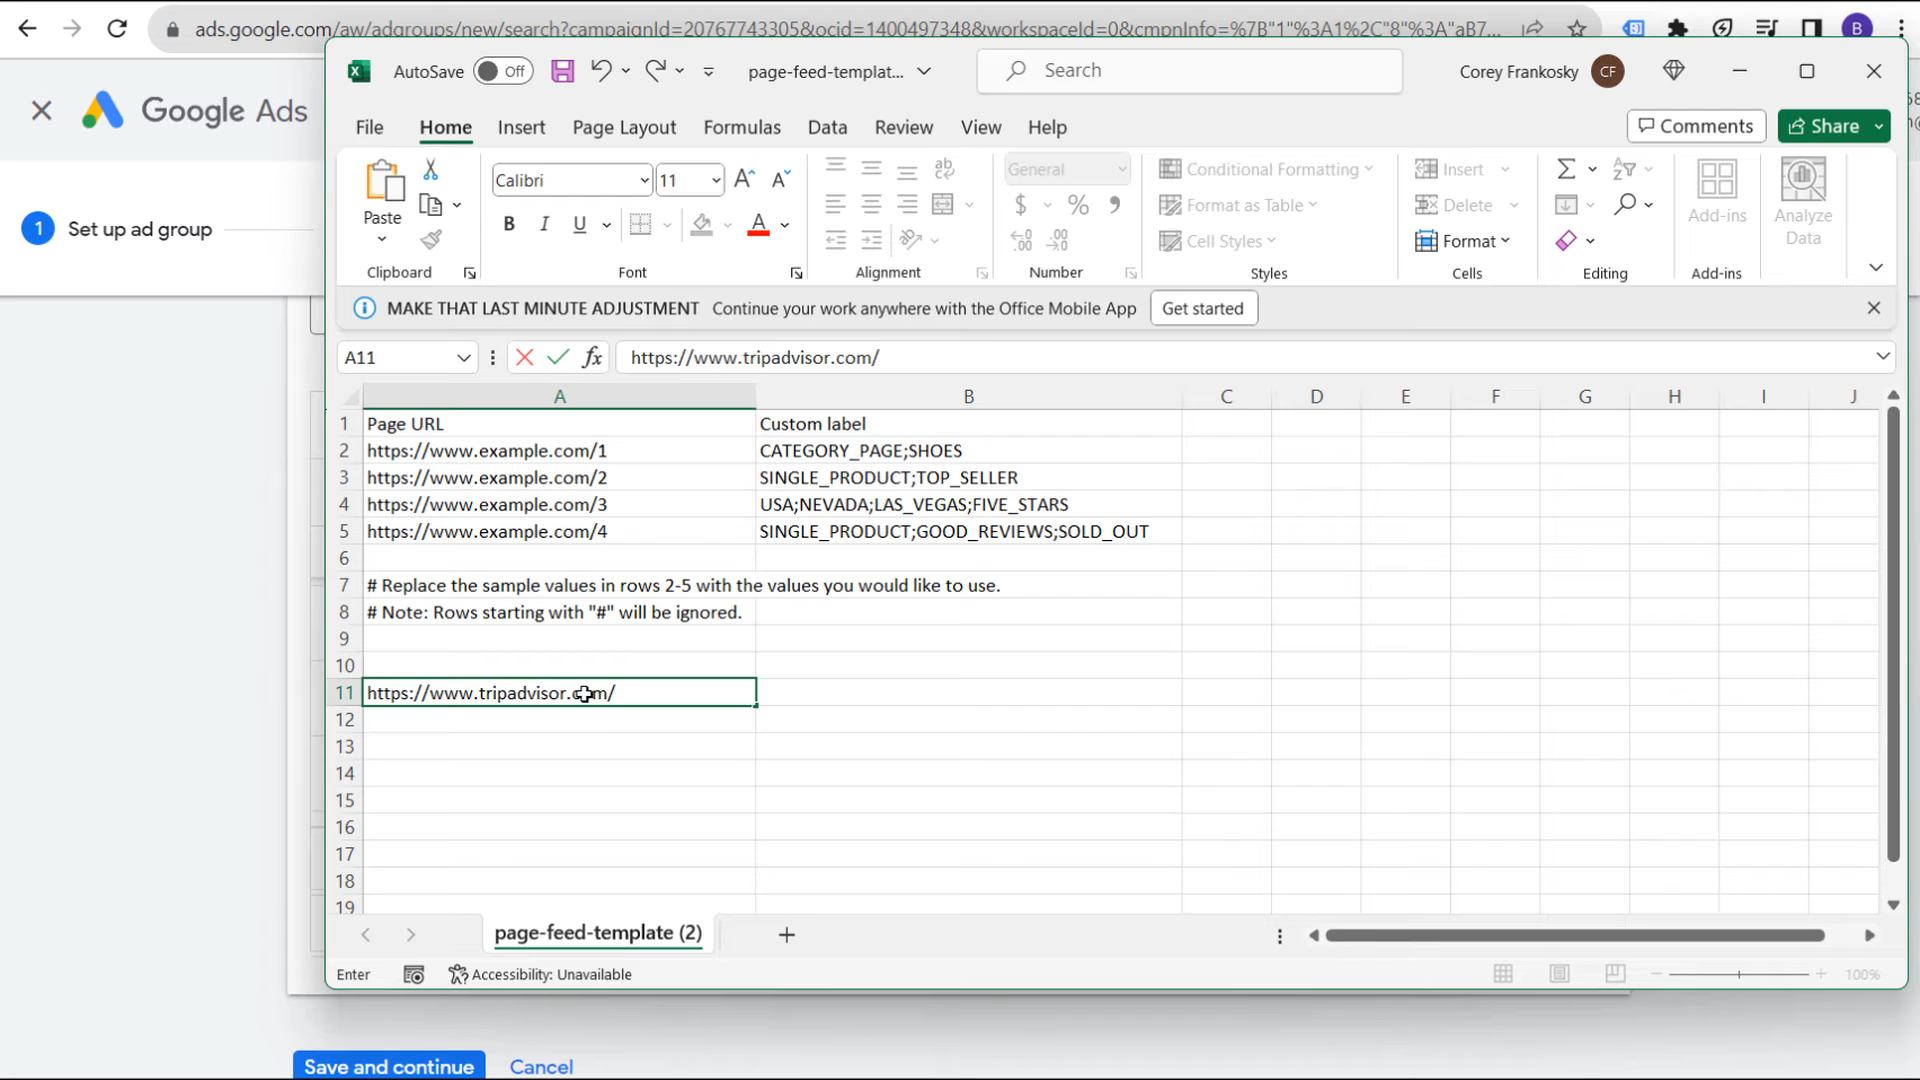 ads.google.com/aw/adgroups/new/search?campaignId=20767743305&ocid=1400497348&workspaceId=0&cmpnInfo=%7B"1"%3A1%2C"8"%3A"aB7...
B
Google Ads
1 Set up ad group
AutoSave Off
page-feed-templat...
Search
Corey Frankosky CF
File Home Insert Page Layout Formulas Data Review View Help
Comments Share
Paste
Clipboard
Calibri 11
B I U A
Font
ab
Alignment
General
$ % 9
Number
Conditional Formatting
Format as Table
Cell Styles
Styles
Insert
Delete
Format
Cells
Editing
Add-ins
Add-ins
Analyze
Data
MAKE THAT LAST MINUTE ADJUSTMENT Continue your work anywhere with the Office Mobile App Get started
A11 fx https://www.tripadvisor.com/
A B C D E F G H I J
1 Page URL Custom label
2 https://www.example.com/1 CATEGORY_PAGE;SHOES
3 https://www.example.com/2 SINGLE_PRODUCT;TOP_SELLER
4 https://www.example.com/3 USA;NEVADA;LAS_VEGAS;FIVE_STARS
5 https://www.example.com/4 SINGLE_PRODUCT;GOOD_REVIEWS;SOLD_OUT
6
7 # Replace the sample values in rows 2-5 with the values you would like to use.
8 # Note: Rows starting with "#" will be ignored.
9
10
11 https://www.tripadvisor.com/
12
13
14
15
16
17
18
19
page-feed-template (2)
Enter Accessibility: Unavailable 100%
Save and continue Cancel